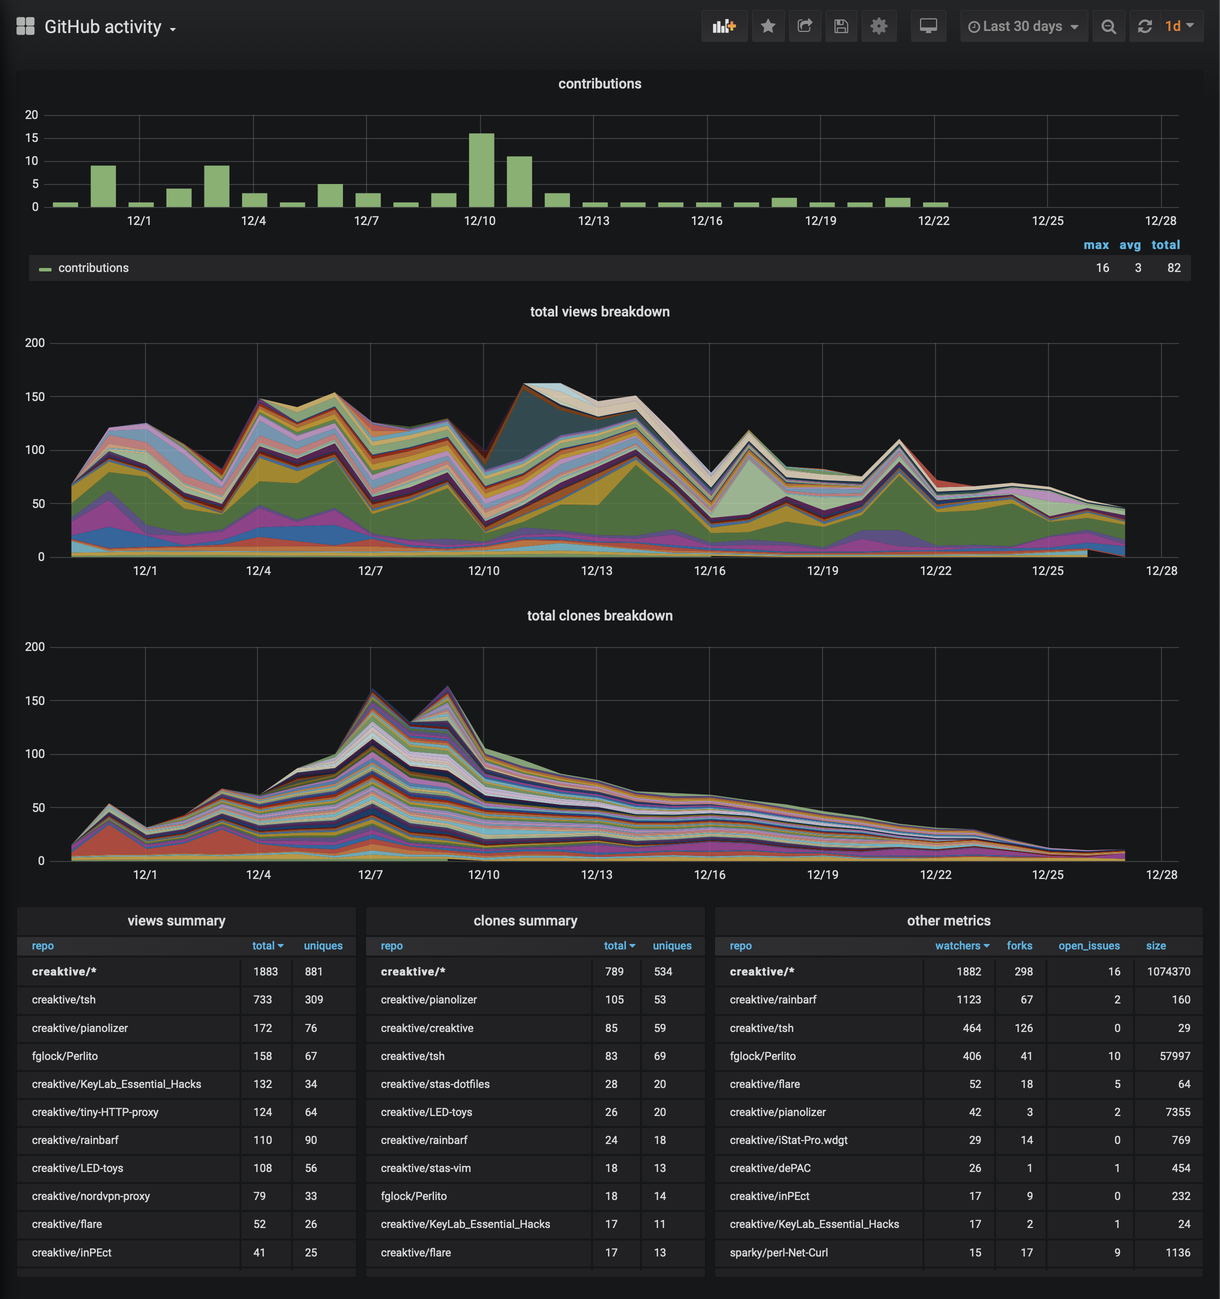 GitHub activity
Last 30 days
1d
contributions
20
15
10
5
0
12/1 12/4 12/7 12/10 12/13 12/16 12/19 12/22 12/25 12/28
max avg total
contributions 16 3 82
total views breakdown
200
150
100
50
0
12/1 12/4 12/7 12/10 12/13 12/16 12/19 12/22 12/25 12/28
total clones breakdown
200
150
100
50
0
12/1 12/4 12/7 12/10 12/13 12/16 12/19 12/22 12/25 12/28
views summary
repo total uniques
creaktive/* 1883 881
creaktive/tsh 733 309
creaktive/pianolizer 172 76
fglock/Perlito 158 67
creaktive/KeyLab_Essential_Hacks 132 34
creaktive/tiny-HTTP-proxy 124 64
creaktive/rainbarf 110 90
creaktive/LED-toys 108 56
creaktive/nordvpn-proxy 79 33
creaktive/flare 52 26
creaktive/inPEct 41 25
clones summary
repo total uniques
creaktive/* 789 534
creaktive/pianolizer 105 53
creaktive/creaktive 85 59
creaktive/tsh 83 69
creaktive/stas-dotfiles 28 20
creaktive/LED-toys 26 20
creaktive/rainbarf 24 18
creaktive/stas-vim 18 13
fglock/Perlito 18 14
creaktive/KeyLab_Essential_Hacks 17 11
creaktive/flare 17 13
other metrics
repo watchers forks open_issues size
creaktive/* 1882 298 16 1074370
creaktive/rainbarf 1123 67 2 160
creaktive/tsh 464 126 0 29
fglock/Perlito 406 41 10 57997
creaktive/flare 52 18 5 64
creaktive/pianolizer 42 3 2 7355
creaktive/iStat-Pro.wdgt 29 14 0 769
creaktive/dePAC 26 1 1 454
creaktive/inPEct 17 9 0 232
creaktive/KeyLab_Essential_Hacks 17 2 1 24
sparky/perl-Net-Curl 15 17 9 1136